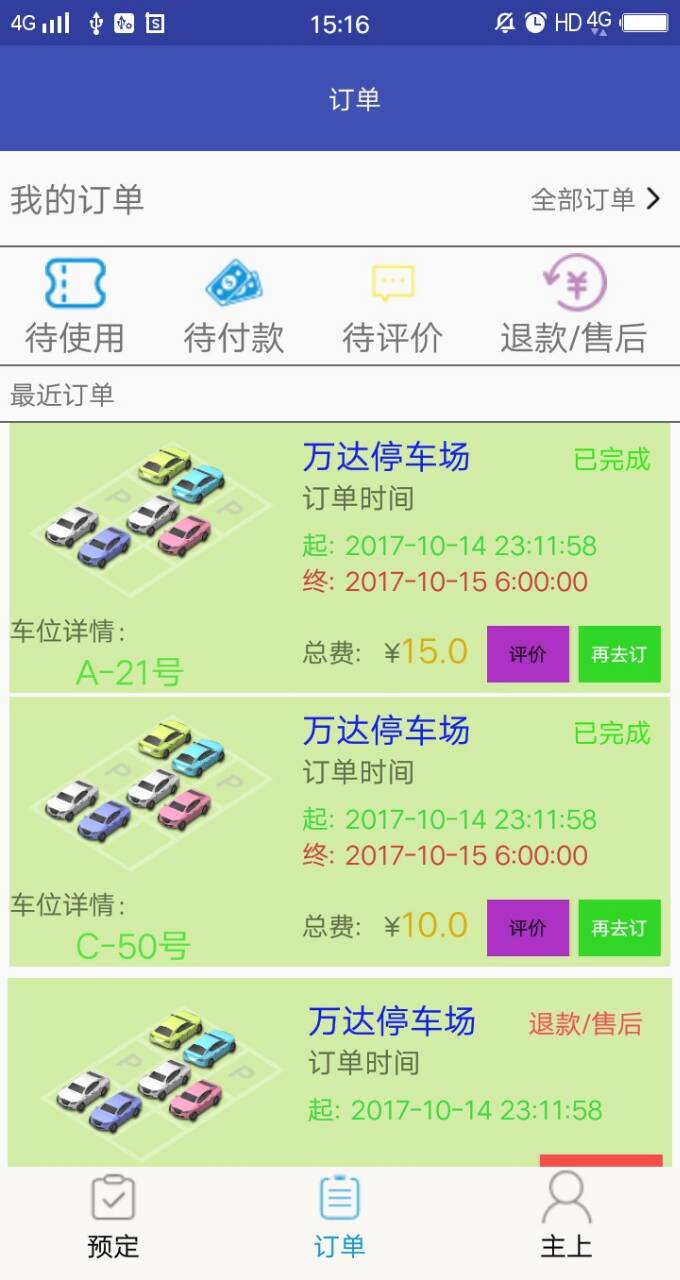 4G 15:16 HD 4G
订单
我的订单 全部订单
待使用 待付款 待评价 退款/售后
最近订单
万达停车场 已完成
订单时间
起: 2017-10-14 23:11:58
终: 2017-10-15 6:00:00
车位详情:
A-21号
总费: ¥15.0 评价 再去订
万达停车场 已完成
订单时间
起: 2017-10-14 23:11:58
终: 2017-10-15 6:00:00
车位详情:
C-50号
总费: ¥10.0 评价 再去订
万达停车场 退款/售后
订单时间
起: 2017-10-14 23:11:58
预定 订单 主上